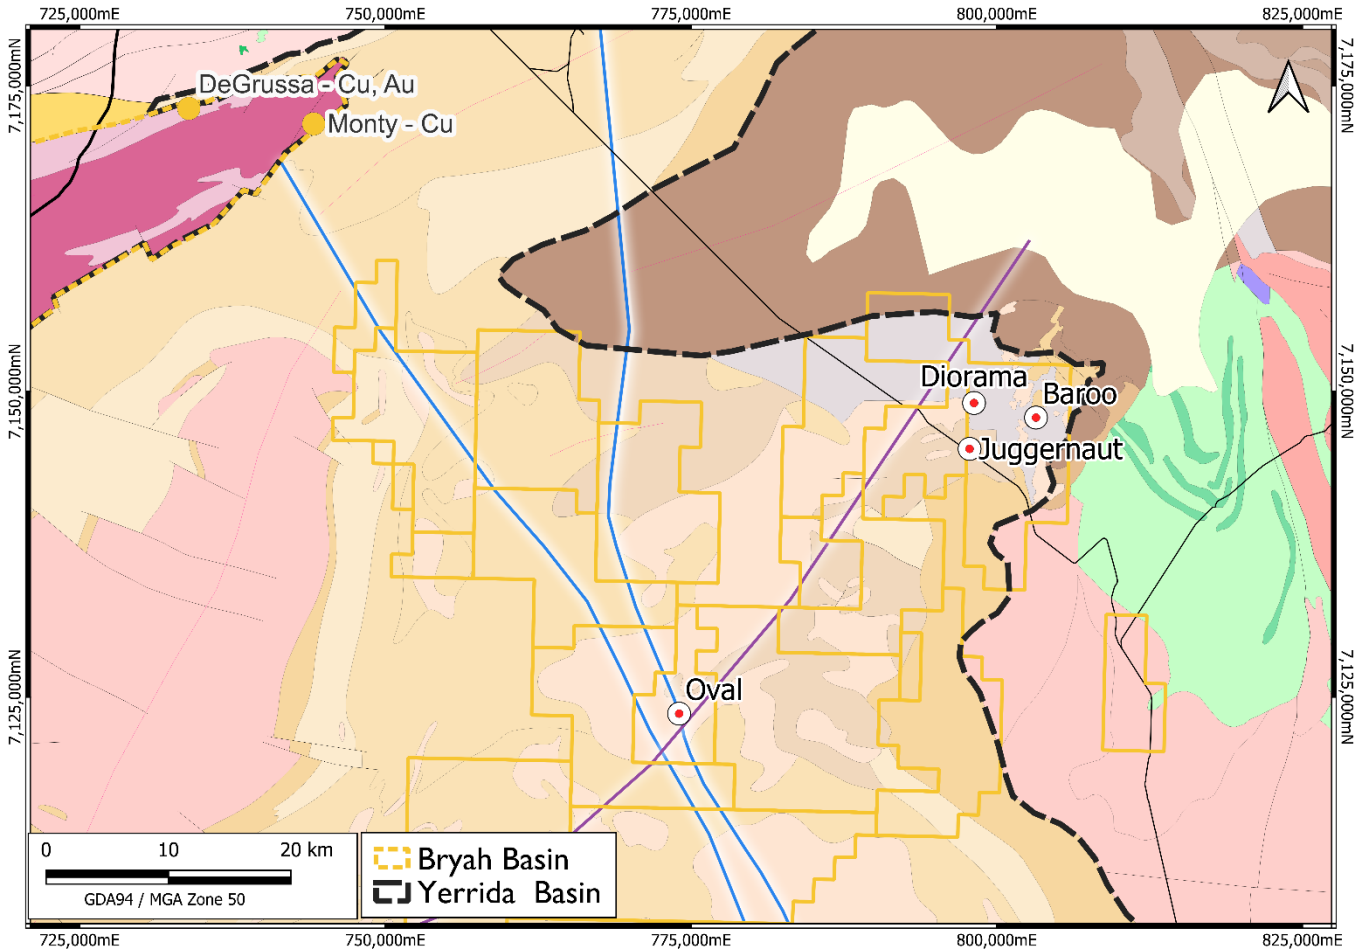 725,000mE 750,000mE 775,000mE 800,000mE 825,000mE
7,175,000mN
7,175,000mN
DeGrussa - Cu, Au
Monty - Cu
7,150,000mN
7,150,000mN
Diorama
Baroo
Juggernaut
7,125,000mN
7,125,000mN
Oval
0 10 20 km
GDA94 / MGA Zone 50
Bryah Basin
Yerrida Basin
725,000mE 750,000mE 775,000mE 800,000mE 825,000mE